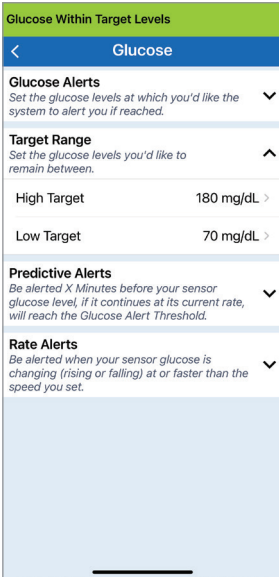 Glucose Within Target Levels
Glucose
Glucose Alerts
Set the glucose levels at which you'd like the
system to alert you if reached.
Target Range
Set the glucose levels you'd like to
remain between.
High Target 180 mg/dL
Low Target 70 mg/dL
Predictive Alerts
Be alerted X Minutes before your sensor
glucose level, if it continues at its current rate,
will reach the Glucose Alert Threshold.
Rate Alerts
Be alerted when your sensor glucose is
changing (rising or falling) at or faster than the
speed you set.